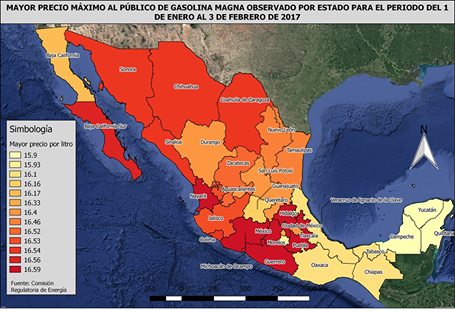 MAYOR PRECIO MÁXIMO AL PÚBLICO DE GASOLINA MAGNA OBSERVADO POR ESTADO PARA EL PERIODO DEL 1
DE ENERO AL 3 DE FEBRERO DE 2017
Baja California
Sonora
Chihuahua
Coahuila de Zaragoza
Baja California Sur
Nuevo León
Sinaloa
Durango
Tamaulipas
Zacatecas
San Luis Potosí
Nayarit
Aguascalientes
Guanajuato
Querétaro
Veracruz de Ignacio de la Llave
Yucatán
Hidalgo
Jalisco
Ciudad de México
Quintana
México
Tlaxcala
Campeche
Colima
Morelos
Puebla
Tabasco
Michoacán de Ocampo
Guerrero
Oaxaca
Chiapas
N
Simbología
Mayor precio por litro
15.9
15.93
16.1
16.16
16.17
16.33
16.4
16.46
16.52
16.53
16.54
16.56
16.59
Fuente: Comisión
Regulatoria de Energía
250
0
250
500
750
1000